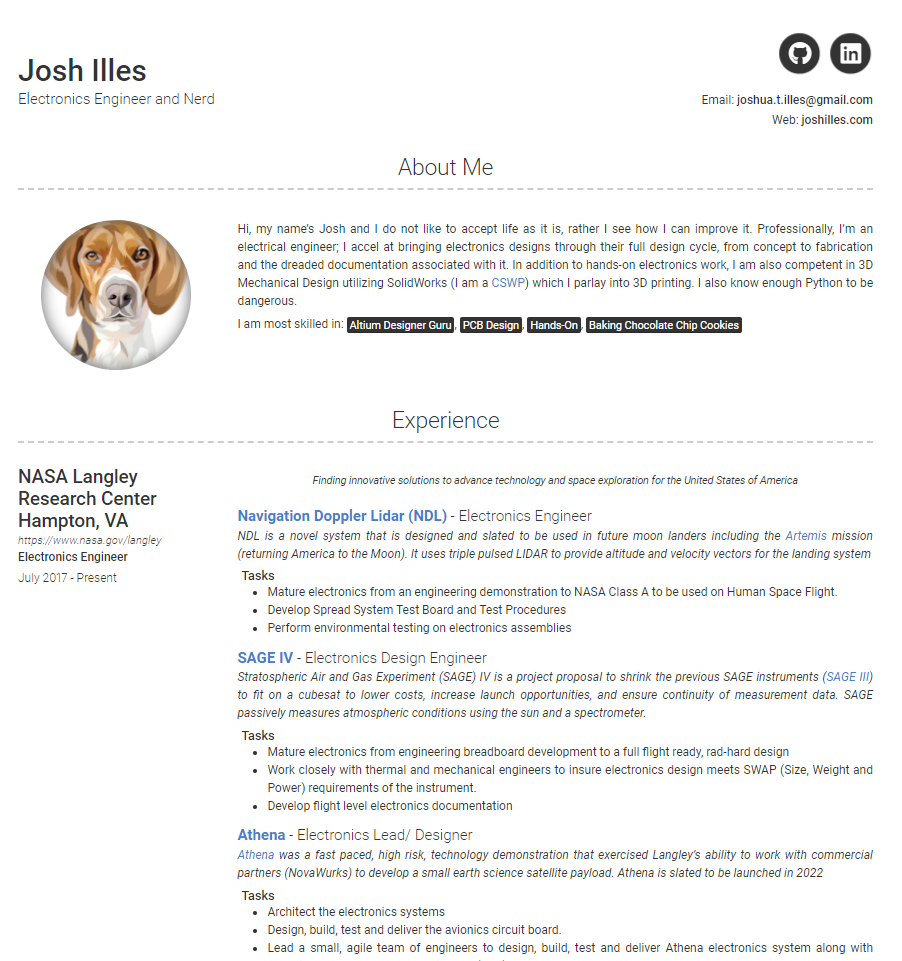 Josh Illes
Electronics Engineer and Nerd
in
Email: joshua.t.illes@gmail.com
Web: joshilles.com
About Me
Hi, my name's Josh and I do not like to accept life as it is, rather I see how I can improve it. Professionally, I'm an
electrical engineer; I accel at bringing electronics designs through their full design cycle, from concept to fabrication
and the dreaded documentation associated with it. In addition to hands-on electronics work, I am also competent in 3D
Mechanical Design utilizing SolidWorks (I am a CSWP) which I parlay into 3D printing. I also know enough Python to be
dangerous.
I am most skilled in: Altium Designer Guru, PCB Design, Hands-On, Baking Chocolate Chip Cookies
Experience
NASA Langley
Research Center
Hampton, VA
https://www.nasa.gov/langley
Electronics Engineer
July 2017 - Present
Finding innovative solutions to advance technology and space exploration for the United States of America
Navigation Doppler Lidar (NDL) - Electronics Engineer
NDL is a novel system that is designed and slated to be used in future moon landers including the Artemis mission
(returning America to the Moon). It uses triple pulsed LIDAR to provide altitude and velocity vectors for the landing system
Tasks
• Mature electronics from an engineering demonstration to NASA Class A to be used on Human Space Flight.
• Develop Spread System Test Board and Test Procedures
• Perform environmental testing on electronics assemblies
SAGE IV - Electronics Design Engineer
Stratospheric Air and Gas Experiment (SAGE) IV is a project proposal to shrink the previous SAGE instruments (SAGE III)
to fit on a cubesat to lower costs, increase launch opportunities, and ensure continuity of measurement data. SAGE
passively measures atmospheric conditions using the sun and a spectrometer.
Tasks
• Mature electronics from engineering breadboard development to a full flight ready, rad-hard design
• Work closely with thermal and mechanical engineers to insure electronics design meets SWAP (Size, Weight and
Power) requirements of the instrument.
• Develop flight level electronics documentation
Athena - Electronics Lead/ Designer
Athena was a fast paced, high risk, technology demonstration that exercised Langley's ability to work with commercial
partners (NovaWurks) to develop a small earth science satellite payload. Athena is slated to be launched in 2022
Tasks
• Architect the electronics systems
• Design, build, test and deliver the avionics circuit board.
• Lead a small, agile team of engineers to design, build, test and deliver Athena electronics system along with